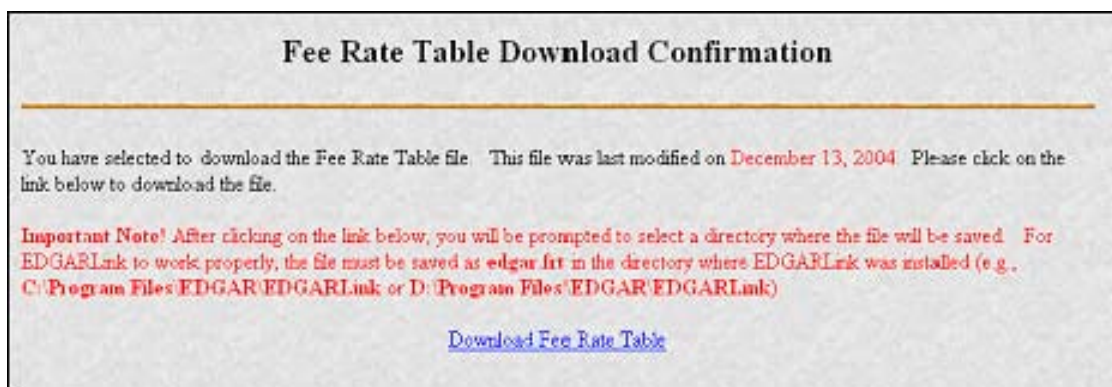 Fee Rate Table Download Confirmation
You have selected to download the Fee Rate Table file   This file was last modified on December 13, 2004   Please click on the
link below to download the file.
Important Note! After clicking on the link below, you will be prompted to select a directory where the file will be saved   For
EDGARLink to work properly, the file must be saved as edgar.frt in the directory where EDGARLink was installed (e.g.,
C:\Program Files\EDGAR\EDGARLink or D:\Program Files\EDGAR\EDGARLink)
Download Fee Rate Table